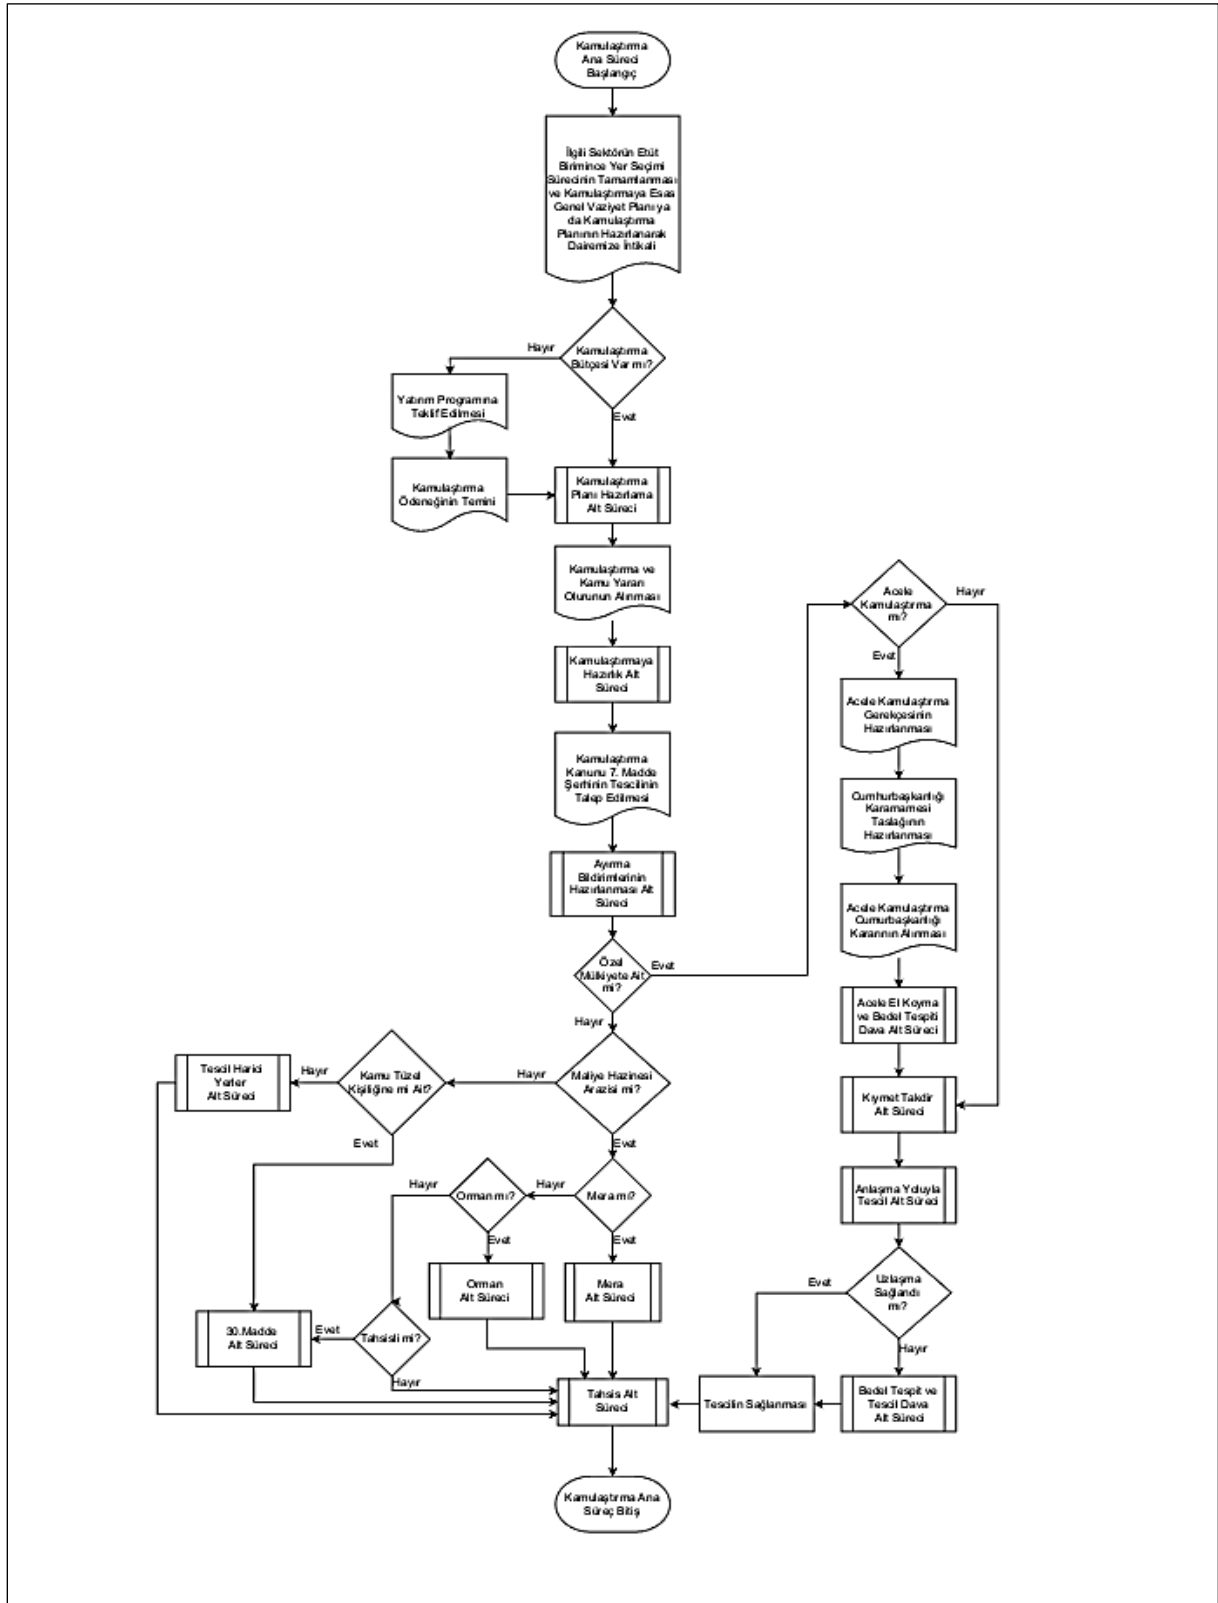 Kamulaştırma
Ana Süreci
Başlangıç
İlgili Sektörün Etüt
Birimince Yer Seçimi
Sürecinin Tamamlanması
ve Kamulaştırmaya Esas
Genel Vaziyet Planı ya
da Kamulaştırma
Planının Hazırlanarak
Dairemize İntikali
Kamulaştırma
Bütçesi Var mı?
Hayır
Evet
Yatırım Programına
Teklif Edilmesi
Kamulaştırma
Ödeneğinin Temini
Kamulaştırma
Planı Hazırlama
Alt Süreci
Kamulaştırma ve
Kamu Yararı
Olurunun Alınması
Kamulaştırmaya
Hazırlık Alt
Süreci
Kamulaştırma
Kanunu 7. Madde
Şerhinin Tescilinin
Talep Edilmesi
Ayırma
Bildirimlerinin
Hazırlanması Alt
Süreci
Özel
Mülkiyete Ait
mi?
Evet
Hayır
Acele
Kamulaştırma
mı?
Hayır
Evet
Acele Kamulaştırma
Gerekçesinin
Hazırlanması
Cumhurbaşkanlığı
Kararnamesi
Taslağının
Hazırlanması
Acele Kamulaştırma
Cumurbaşkanlığı
Kararının Alınması
Acele El Koyma
ve Bedel Tespiti
Dava Alt Süreci
Kıymet Takdir
Alt Süreci
Anlaşma Yoluyla
Tescil Alt Süreci
Uzlaşma
Sağlandı
mı?
Evet
Hayır
Bedel Tespit ve
Tescil Dava
Alt Süreci
Tescilin Sağlanması
Maliye Hazinesi
Arazisi mi?
Hayır
Evet
Kamu Tüzel
Kişiliğine mi Ait?
Hayır
Evet
Tescil Harici
Yerler
Alt Süreci
Mera mı?
Hayır
Evet
Orman mı?
Hayır
Evet
Orman
Alt Süreci
Mera
Alt Süreci
Tahsisli mi?
Evet
Hayır
30.Madde
Alt Süreci
Tahsis Alt
Süreci
Kamulaştırma Ana
Süreç Bitiş